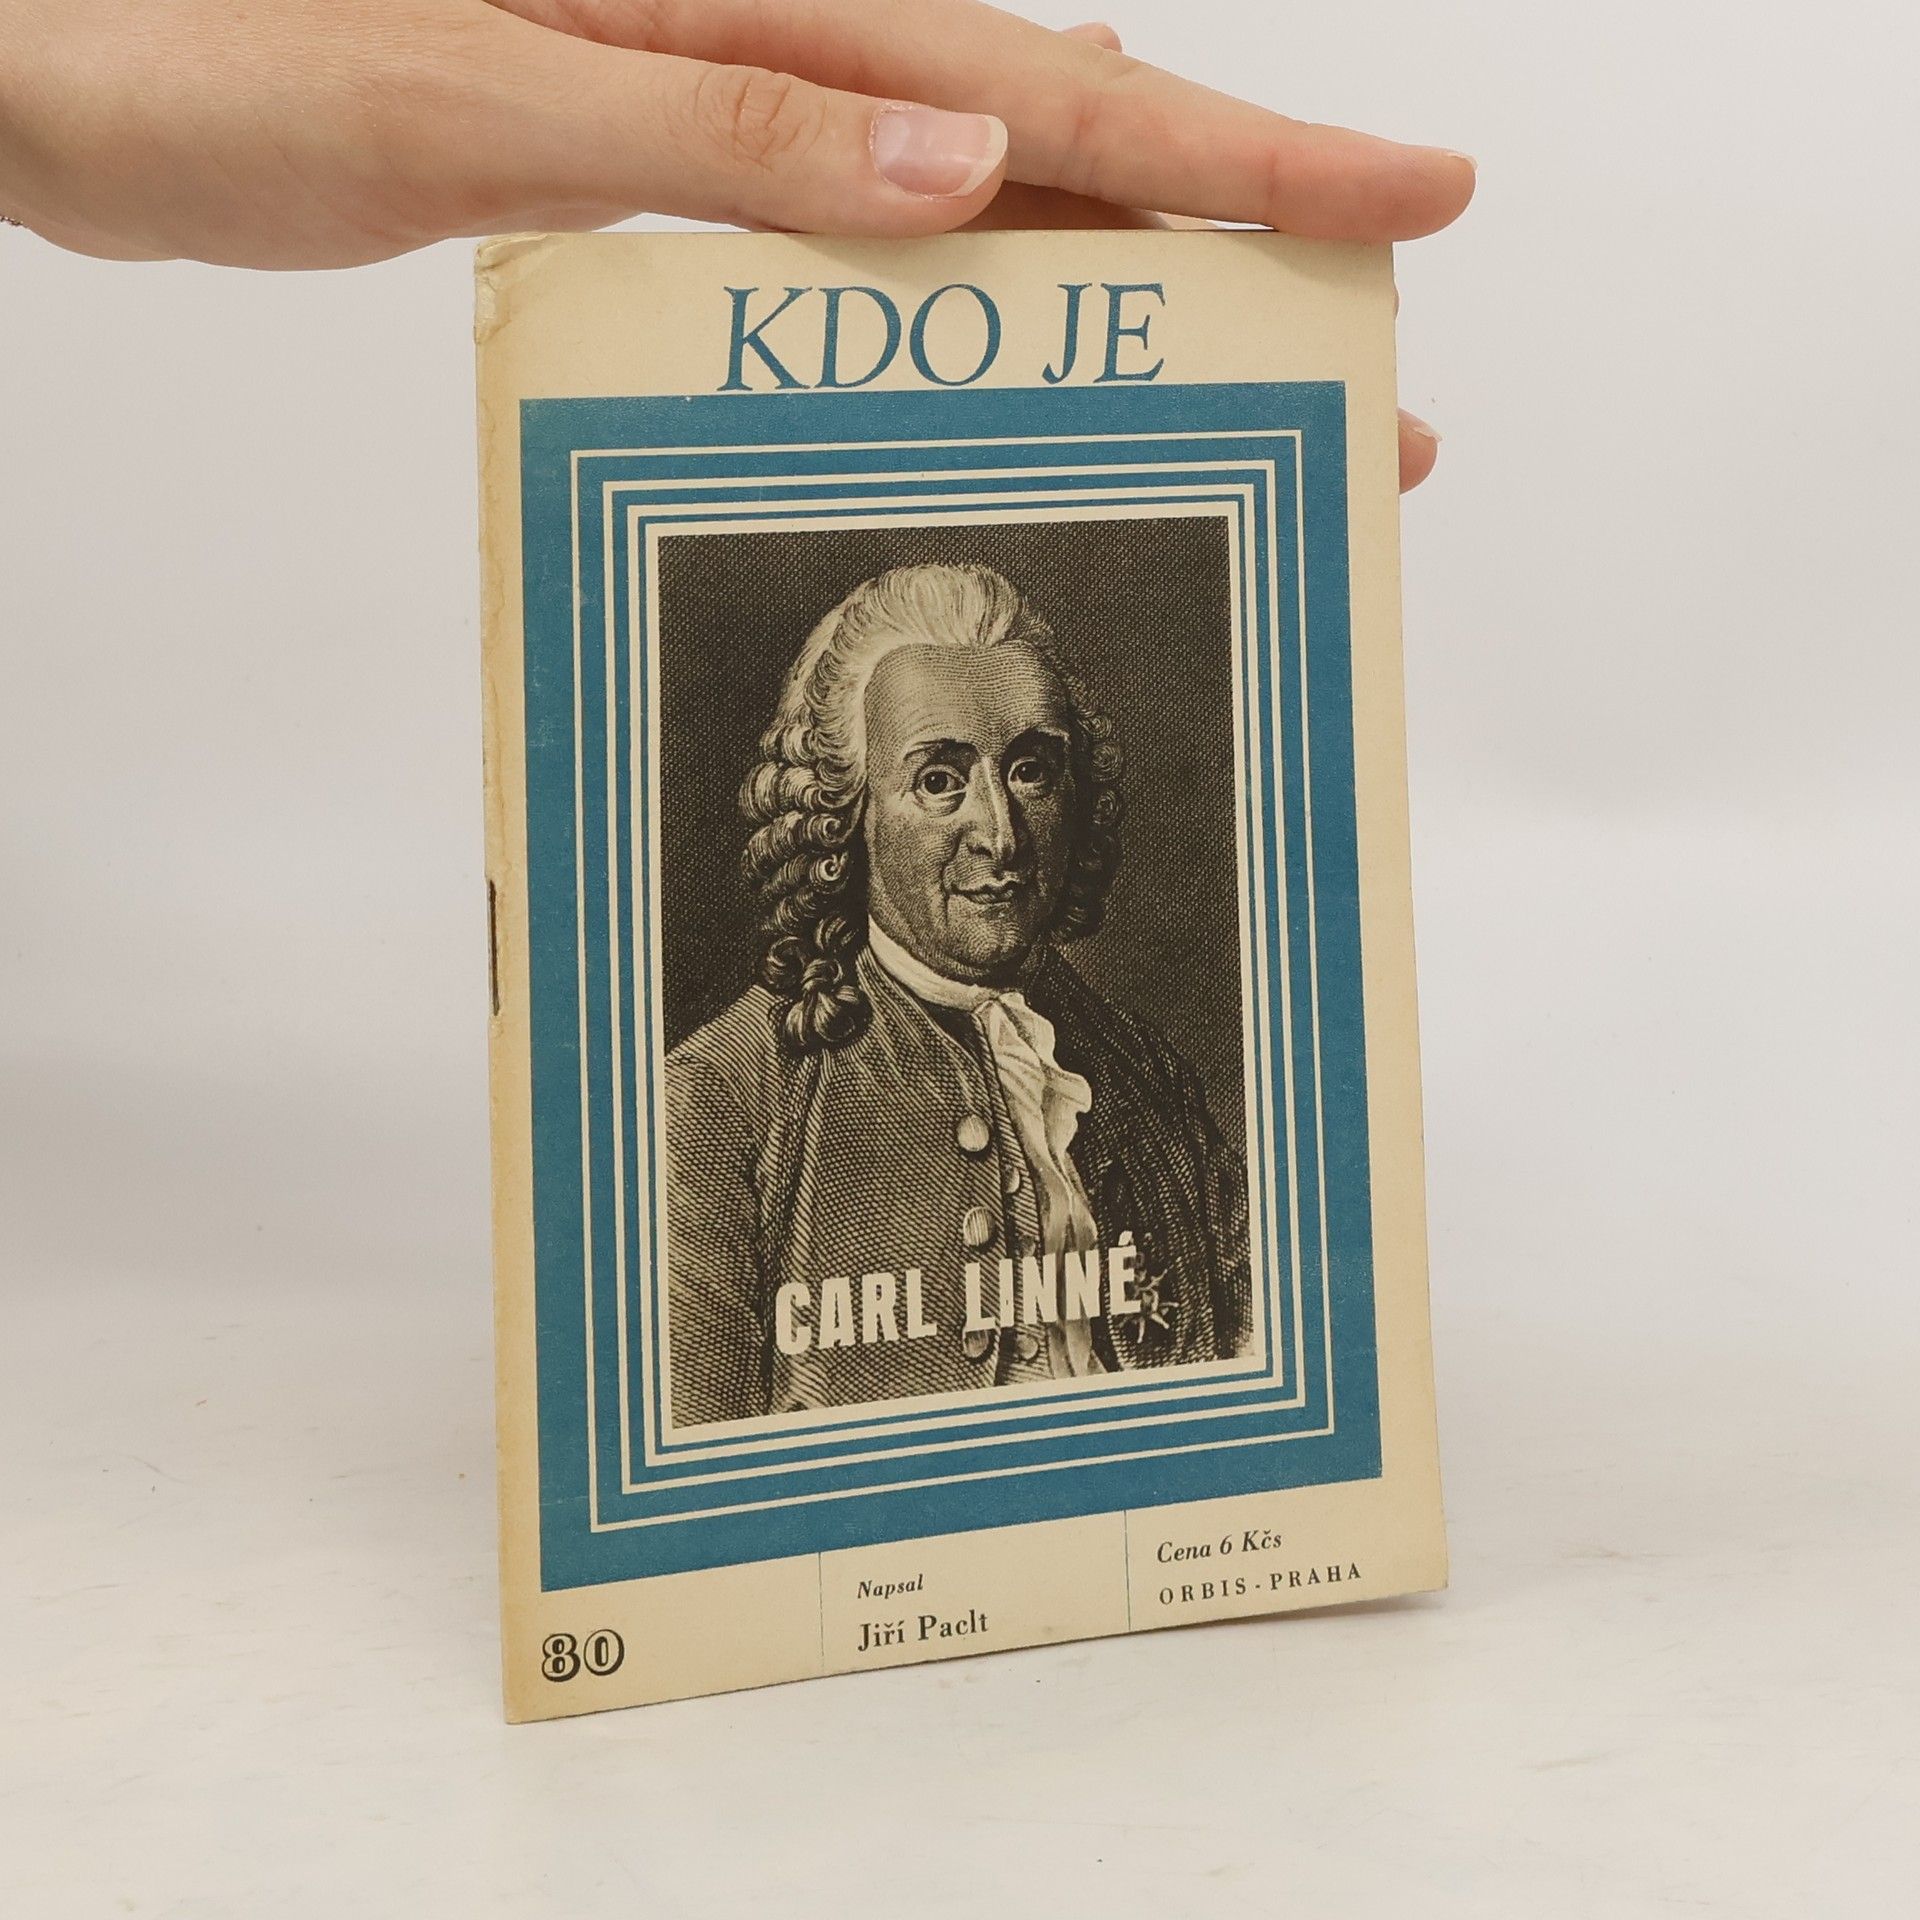 KDO JE
CARL LINNÉ
80
Napsal
Jiří Paclt
Cena 6 Kčs
ORBIS - PRAHA